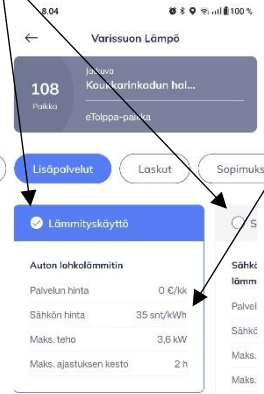 8.04 100 %
Varissuon Lämpö
Jatkuva
108 Koukkarinkadun hal...
Paikka
eTolppa-paikka
Lisäpalvelut Laskut Sopimuks
Lämmityskäyttö S
Auton lohkolämmitin Sähkö
lämm
Palvelun hinta 0 €/kk Palvel
Sähkön hinta 35 snt/kWh Sähkö
Maks. teho 3,6 kW Maks.
Maks. ajastuksen kesto 2 h Maks.